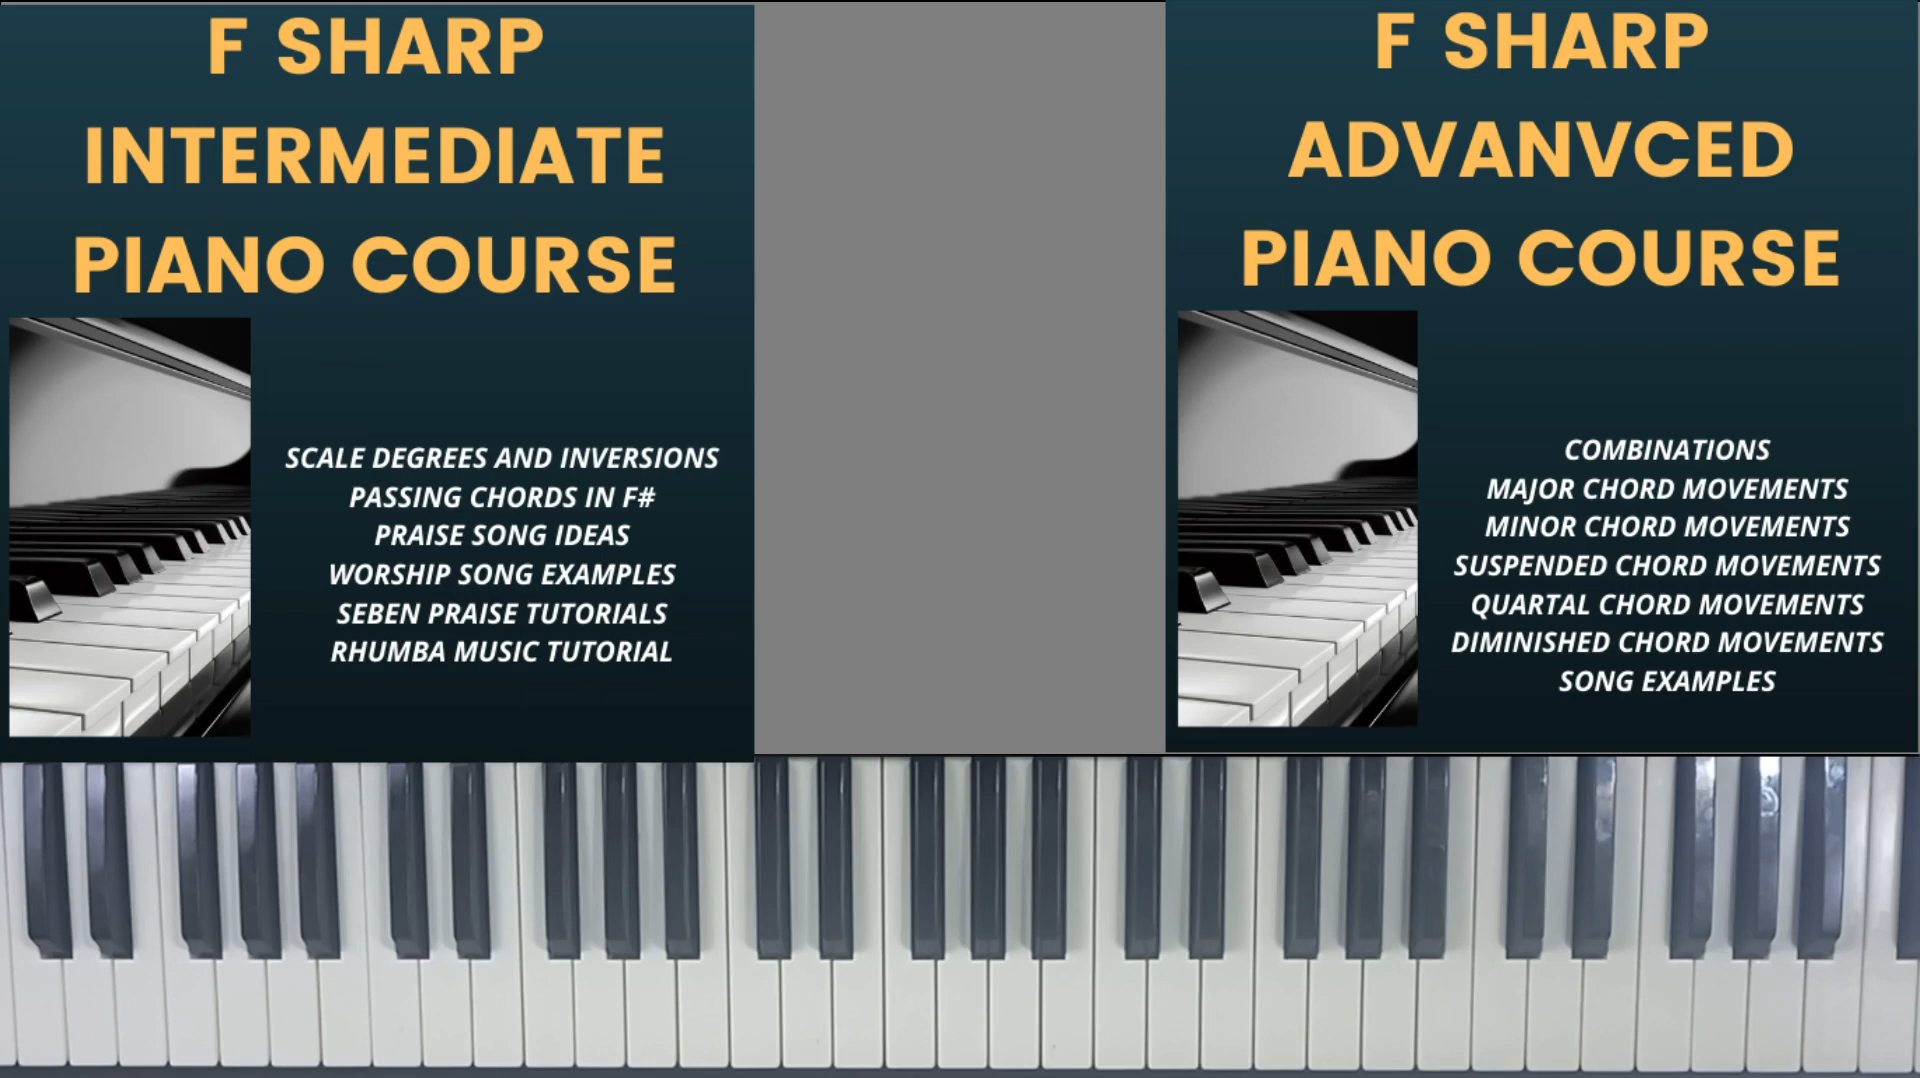 F SHARP
INTERMEDIATE
PIANO COURSE
SCALE DEGREES AND INVERSIONS
PASSING CHORDS IN F#
PRAISE SONG IDEAS
WORSHIP SONG EXAMPLES
SEBEN PRAISE TUTORIALS
RHUMBA MUSIC TUTORIAL
F SHARP
ADVANVCED
PIANO COURSE
COMBINATIONS
MAJOR CHORD MOVEMENTS
MINOR CHORD MOVEMENTS
SUSPENDED CHORD MOVEMENTS
QUARTAL CHORD MOVEMENTS
DIMINISHED CHORD MOVEMENTS
SONG EXAMPLES